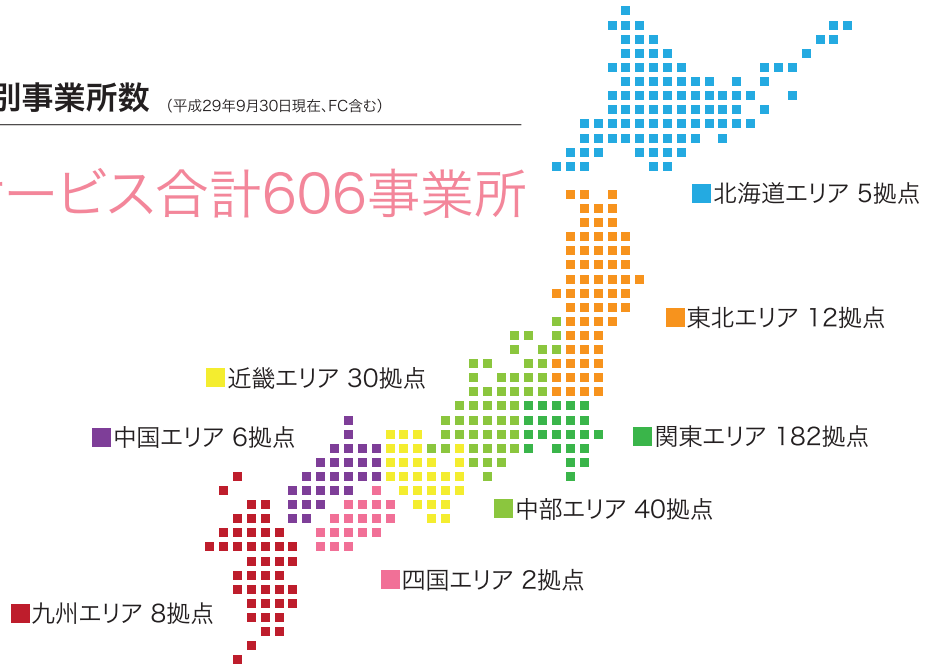 別事業所数 (平成29年9月30日現在、FC含む)
サービス合計606事業所
北海道エリア 5拠点
東北エリア 12拠点
近畿エリア 30拠点
中国エリア 6拠点
関東エリア 182拠点
中部エリア 40拠点
四国エリア 2拠点
九州エリア 8拠点